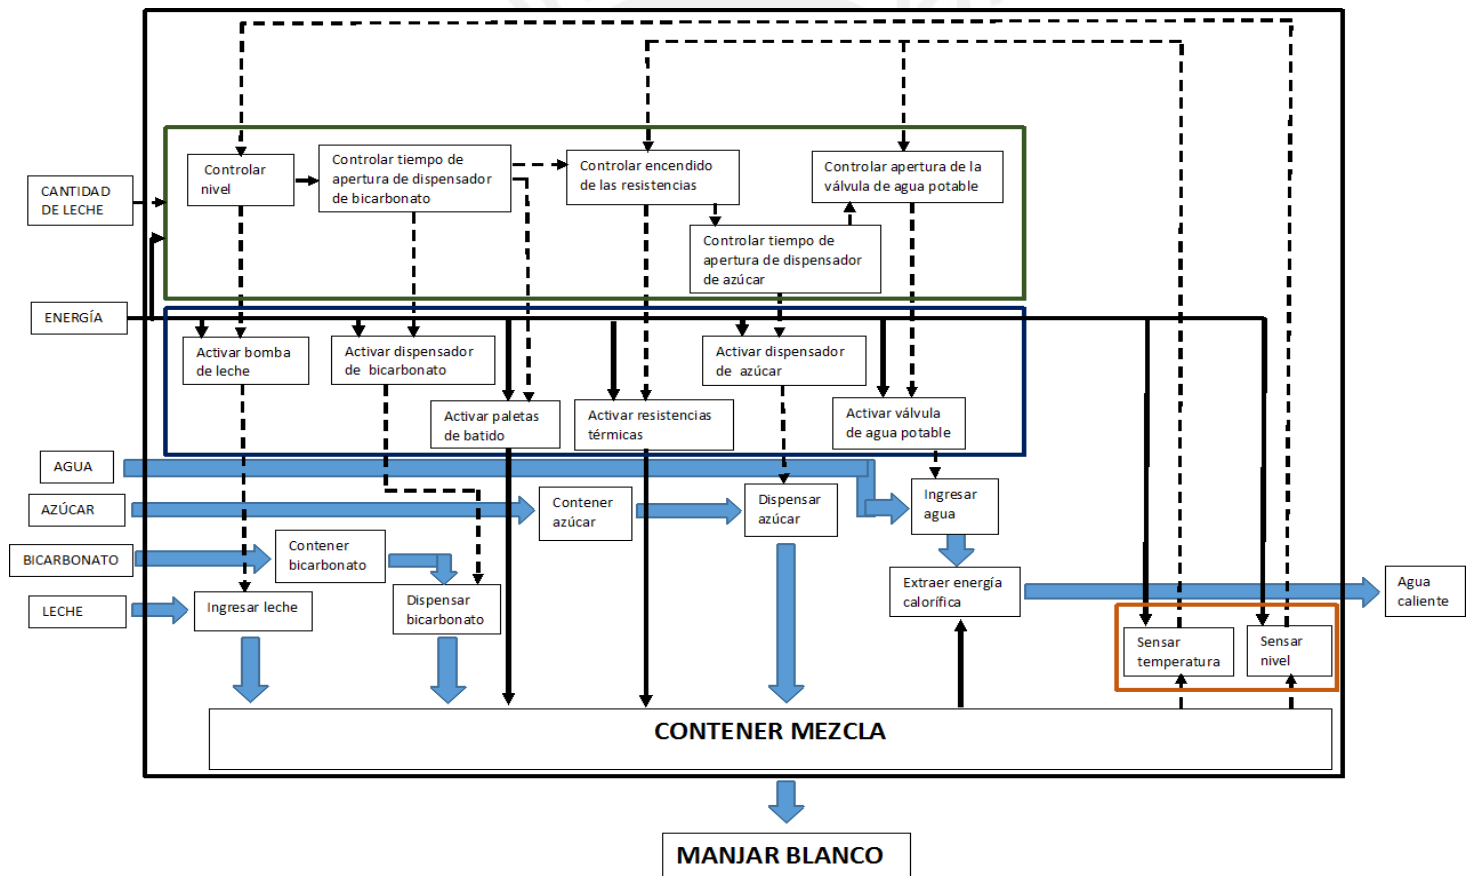 Controlar
nivel
Controlar tiempo de
apertura de dispensador
de bicarbonato
Controlar encendido
de las resistencias
Controlar apertura de la
válvula de agua potable
CANTIDAD
DE LECHE
Controlar tiempo de
apertura de dispensador
de azúcar
ENERGÍA
Activar bomba
de leche
Activar dispensador
de bicarbonato
Activar dispensador
de azúcar
Activar paletas
de batido
Activar resistencias
térmicas
Activar válvula
de agua potable
AGUA
AZÚCAR
Contener
azúcar
Dispensar
azúcar
Ingresar
agua
BICARBONATO
Contener
bicarbonato
LECHE
Ingresar leche
Dispensar
bicarbonato
Extraer energía
calorífica
Agua
caliente
Sensar
temperatura
Sensar
nivel
CONTENER MEZCLA
MANJAR BLANCO